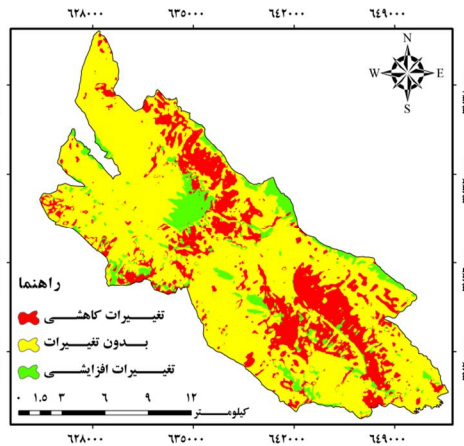 ۶۲۸۰۰۰ ۶۳۵۰۰۰ ۶۴۲۰۰۰ ۶۴۹۰۰۰
N
W E
S
راهنما
تغییرات کاهشی
بدون تغییرات
تغییرات افزایشی
۰ ۱.۵ ۳ ۶ ۹ ۱۲
کیلومتر
۶۲۸۰۰۰ ۶۳۵۰۰۰ ۶۴۲۰۰۰ ۶۴۹۰۰۰